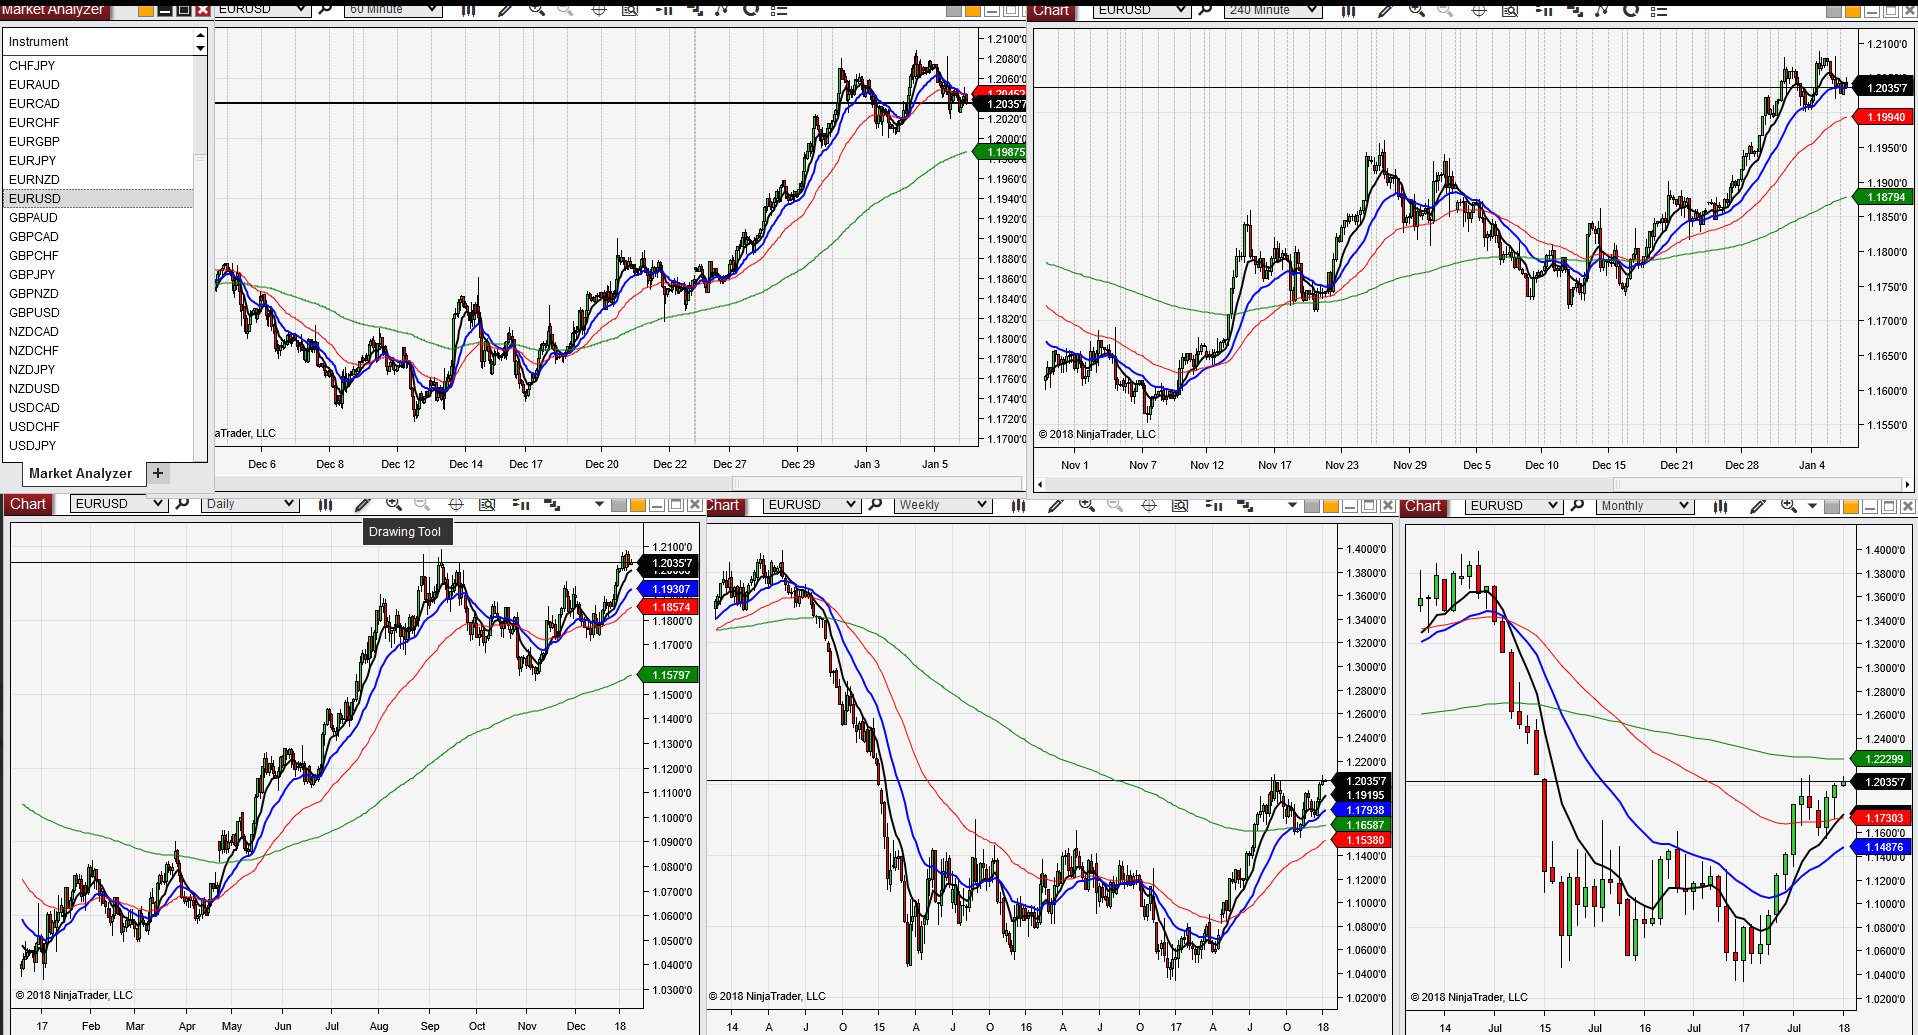 Market Analyzer
EURUSD
60 Minute
Chart
EURUSD
240 Minute
Instrument
CHFJPY
EURAUD
EURCAD
EURCHF
EURGBP
EURJPY
EURNZD
EURUSD
GBPAUD
GBPCAD
GBPCHF
GBPJPY
GBPNZD
GBPUSD
NZDCAD
NZDCHF
NZDJPY
NZDUSD
USDCAD
USDCHF
USDJPY
Market Analyzer
+
1.2100'0
1.2080'0
1.2060'0
1.20452
1.20357
1.2020'0
1.2000'0
1.19875
1.1960'0
1.1940'0
1.1920'0
1.1900'0
1.1880'0
1.1860'0
1.1840'0
1.1820'0
1.1800'0
1.1780'0
1.1760'0
1.1740'0
1.1720'0
1.1700'0
aTrader, LLC
Dec 6
Dec 8
Dec 12
Dec 14
Dec 17
Dec 20
Dec 22
Dec 27
Dec 29
Jan 3
Jan 5
1.2100'0
1.2035'7
1.19940
1.1950'0
1.1900'0
1.18794
1.1850'0
1.1800'0
1.1750'0
1.1700'0
1.1650'0
1.1600'0
1.1550'0
© 2018 NinjaTrader, LLC
Nov 1
Nov 7
Nov 12
Nov 17
Nov 23
Nov 29
Dec 5
Dec 10
Dec 15
Dec 21
Dec 28
Jan 4
Chart
EURUSD
Daily
Drawing Tool
1.2100'0
1.2035'7
1.19307
1.18574
1.1800'0
1.1700'0
1.15797
1.1500'0
1.1400'0
1.1300'0
1.1200'0
1.1100'0
1.1000'0
1.0900'0
1.0800'0
1.0700'0
1.0600'0
1.0500'0
1.0400'0
1.0300'0
© 2018 NinjaTrader, LLC
17
Feb
Mar
Apr
May
Jun
Jul
Aug
Sep
Oct
Nov
Dec
18
Chart
EURUSD
Weekly
1.4000'0
1.3800'0
1.3600'0
1.3400'0
1.3200'0
1.3000'0
1.2800'0
1.2600'0
1.2400'0
1.2200'0
1.2035'7
1.19195
1.17938
1.16587
1.15380
1.1400'0
1.1200'0
1.1000'0
1.0800'0
1.0600'0
1.0400'0
1.0200'0
© 2018 NinjaTrader, LLC
14
A
J
O
15
A
J
O
16
A
J
O
17
A
J
O
18
Chart
EURUSD
Monthly
1.4000'0
1.3800'0
1.3600'0
1.3400'0
1.3200'0
1.3000'0
1.2800'0
1.2600'0
1.2400'0
1.22299
1.2035'7
1.17303
1.1600'0
1.14876
1.1400'0
1.1200'0
1.1000'0
1.0800'0
1.0600'0
1.0400'0
1.0200'0
© 2018 NinjaTrader, LLC
14
Jul
15
Jul
16
Jul
17
Jul
18